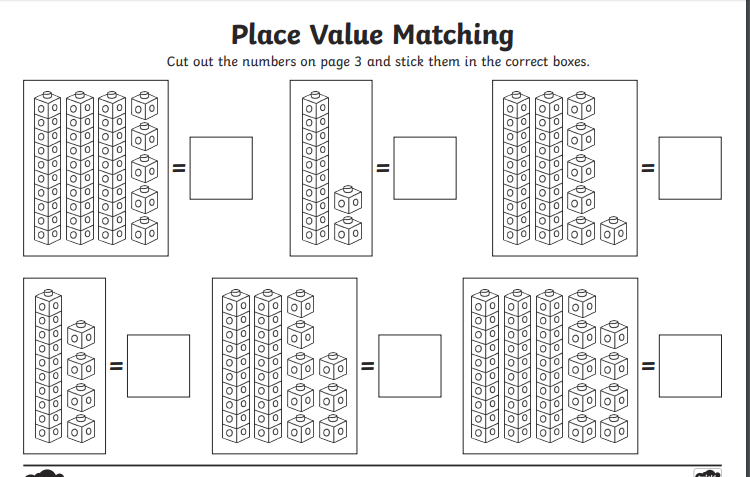 Place Value Matching
Cut out the numbers on page 3 and stick them in the correct boxes.
= = =
= = =